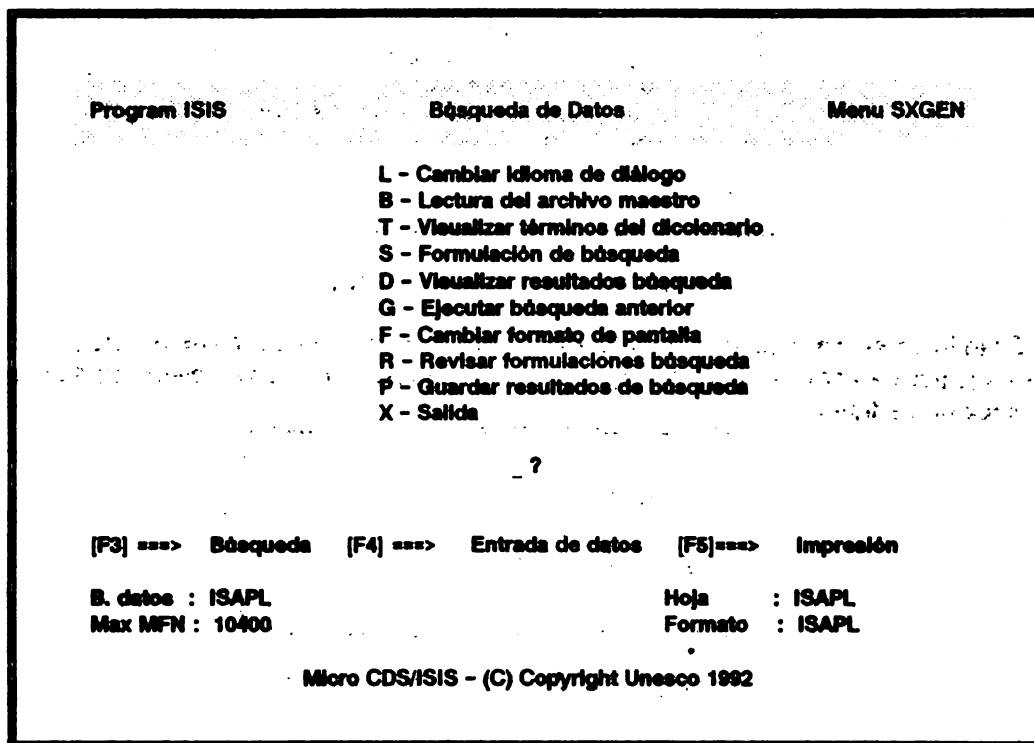 Program ISIS Búsqueda de Datos Menu SXGEN
L - Cambiar idioma de diálogo
B - Lectura del archivo maestro
T - Visualizar términos del diccionario
S - Formulación de búsqueda
D - Visualizar resultados búsqueda
G - Ejecutar búsqueda anterior
F - Cambiar formato de pantalla
R - Revisar formulaciones búsqueda
P - Guardar resultados de búsqueda
X - Salida
_ ?
[F3] ===> Búsqueda [F4] ===> Entrada de datos [F5]===> Impresión
B. datos : ISAPL Hoja : ISAPL
Max MFN : 10400 Formato : ISAPL
Micro CDS/ISIS - (C) Copyright Unesco 1992